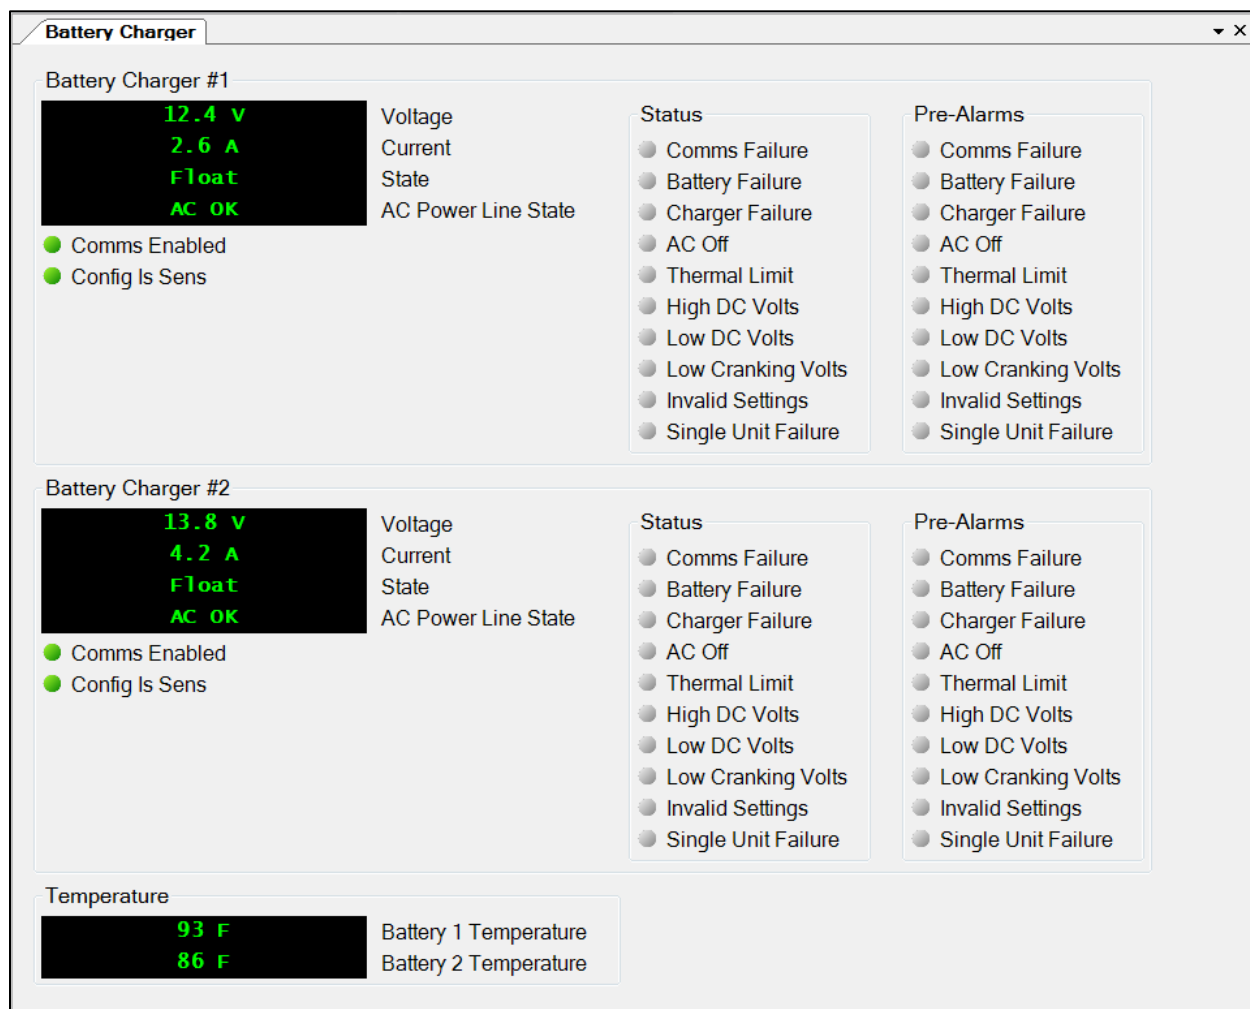 Battery Charger
Battery Charger #1
12.4 V Voltage
2.6 A Current
Float State
AC OK AC Power Line State
Comms Enabled
Config Is Sens
Status
Comms Failure
Battery Failure
Charger Failure
AC Off
Thermal Limit
High DC Volts
Low DC Volts
Low Cranking Volts
Invalid Settings
Single Unit Failure
Pre-Alarms
Comms Failure
Battery Failure
Charger Failure
AC Off
Thermal Limit
High DC Volts
Low DC Volts
Low Cranking Volts
Invalid Settings
Single Unit Failure
Battery Charger #2
13.8 V Voltage
4.2 A Current
Float State
AC OK AC Power Line State
Comms Enabled
Config Is Sens
Status
Comms Failure
Battery Failure
Charger Failure
AC Off
Thermal Limit
High DC Volts
Low DC Volts
Low Cranking Volts
Invalid Settings
Single Unit Failure
Pre-Alarms
Comms Failure
Battery Failure
Charger Failure
AC Off
Thermal Limit
High DC Volts
Low DC Volts
Low Cranking Volts
Invalid Settings
Single Unit Failure
Temperature
93 F Battery 1 Temperature
86 F Battery 2 Temperature